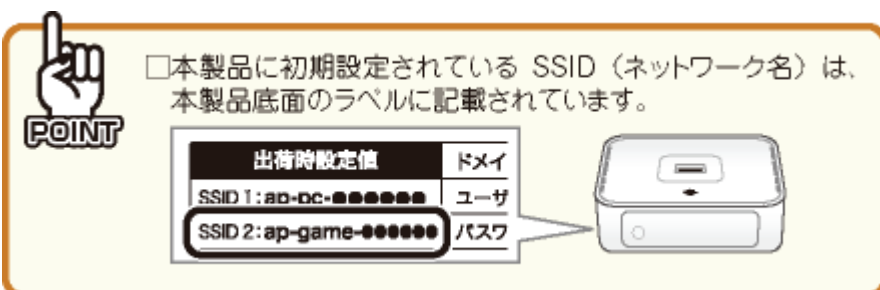 POINT
□本製品に初期設定されている SSID（ネットワーク名）は、
本製品底面のラベルに記載されています。
出荷時設定値 ドメイ
SSID 1:ap-pc-●●●●●● ユーザ
SSID 2:ap-game-●●●●●● パスワ